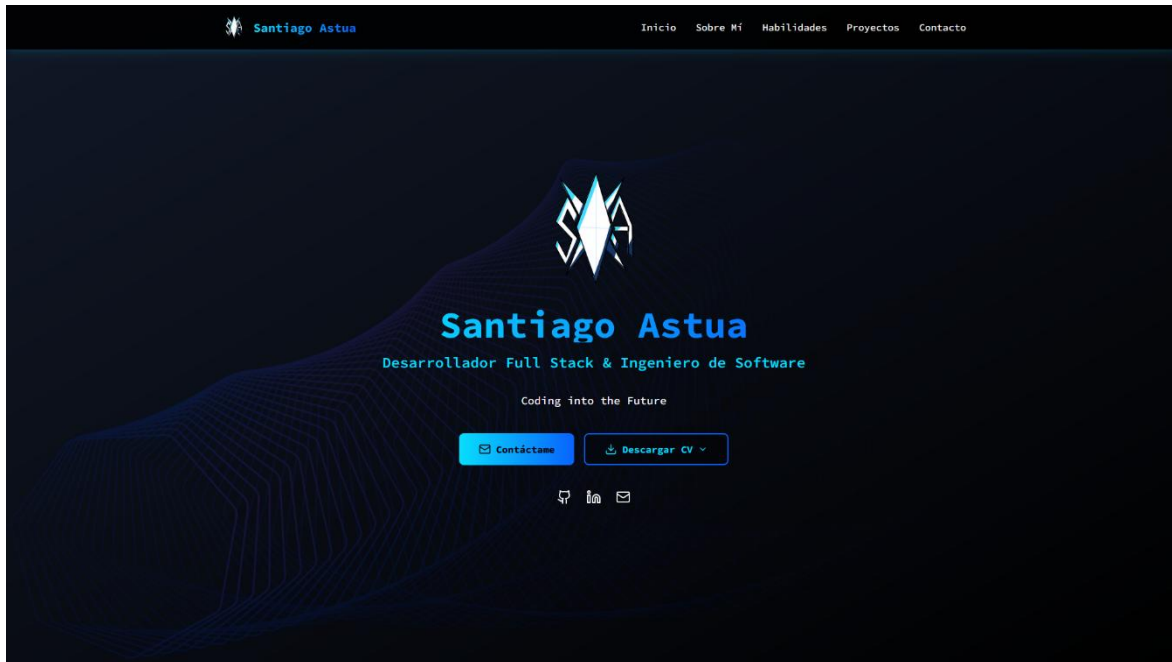 Santiago Astua
Inicio Sobre Mí Habilidades Proyectos Contacto
SA
Santiago Astua
Desarrollador Full Stack & Ingeniero de Software
Coding into the Future
Contáctame
Descargar CV